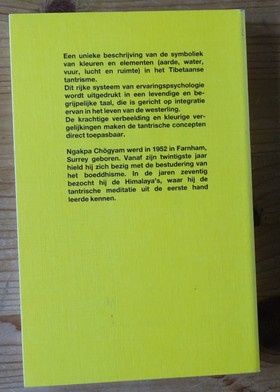 Een unieke beschrijving van de symboliek
van kleuren en elementen (aarde, water,
vuur, lucht en ruimte) in het Tibetaanse
tantrisme.
Dit rijke systeem van ervaringspsychologie
wordt uitgedrukt in een levendige en be-
grijpelijke taal, die is gericht op integratie
ervan in het leven van de westerling.
De krachtige verbeelding en kleurige ver-
gelijkingen maken de tantrische concepten
direct toepasbaar.
Ngakpa Chögyam werd in 1952 in Farnham,
Surrey geboren. Vanaf zijn twintigste jaar
hield hij zich bezig met de bestudering van
het boeddhisme. In de jaren zeventig
bezocht hij de Himalaya's, waar hij de
tantrische meditatie uit de eerste hand
leerde kennen.